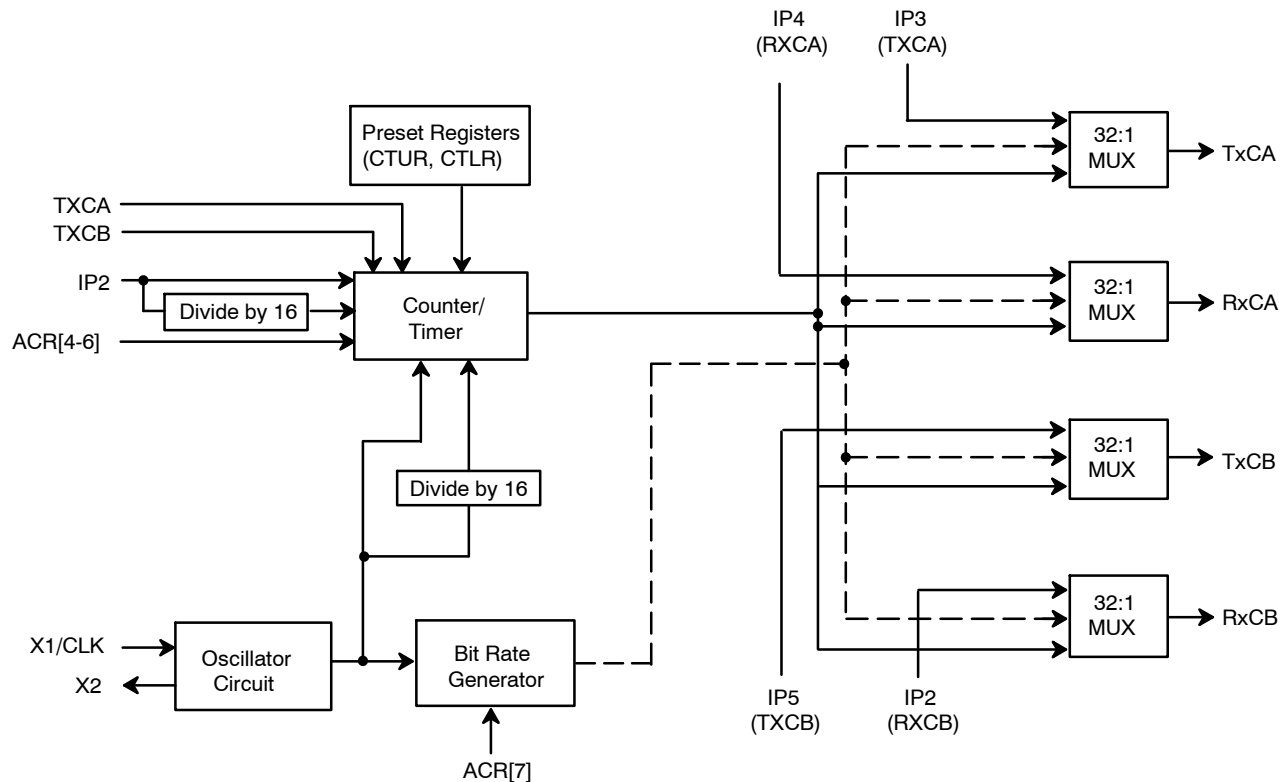 IP4
(RXCA)
IP3
(TXCA)
Preset Registers
(CTUR, CTLR)
32:1
MUX
TxCA
TXCA
TXCB
IP2
Divide by 16
ACR[4-6]
Counter/
Timer
32:1
MUX
RxCA
Divide by 16
32:1
MUX
TxCB
X1/CLK
X2
Oscillator
Circuit
Bit Rate
Generator
ACR[7]
32:1
MUX
RxCB
IP5
(TXCB)
IP2
(RXCB)